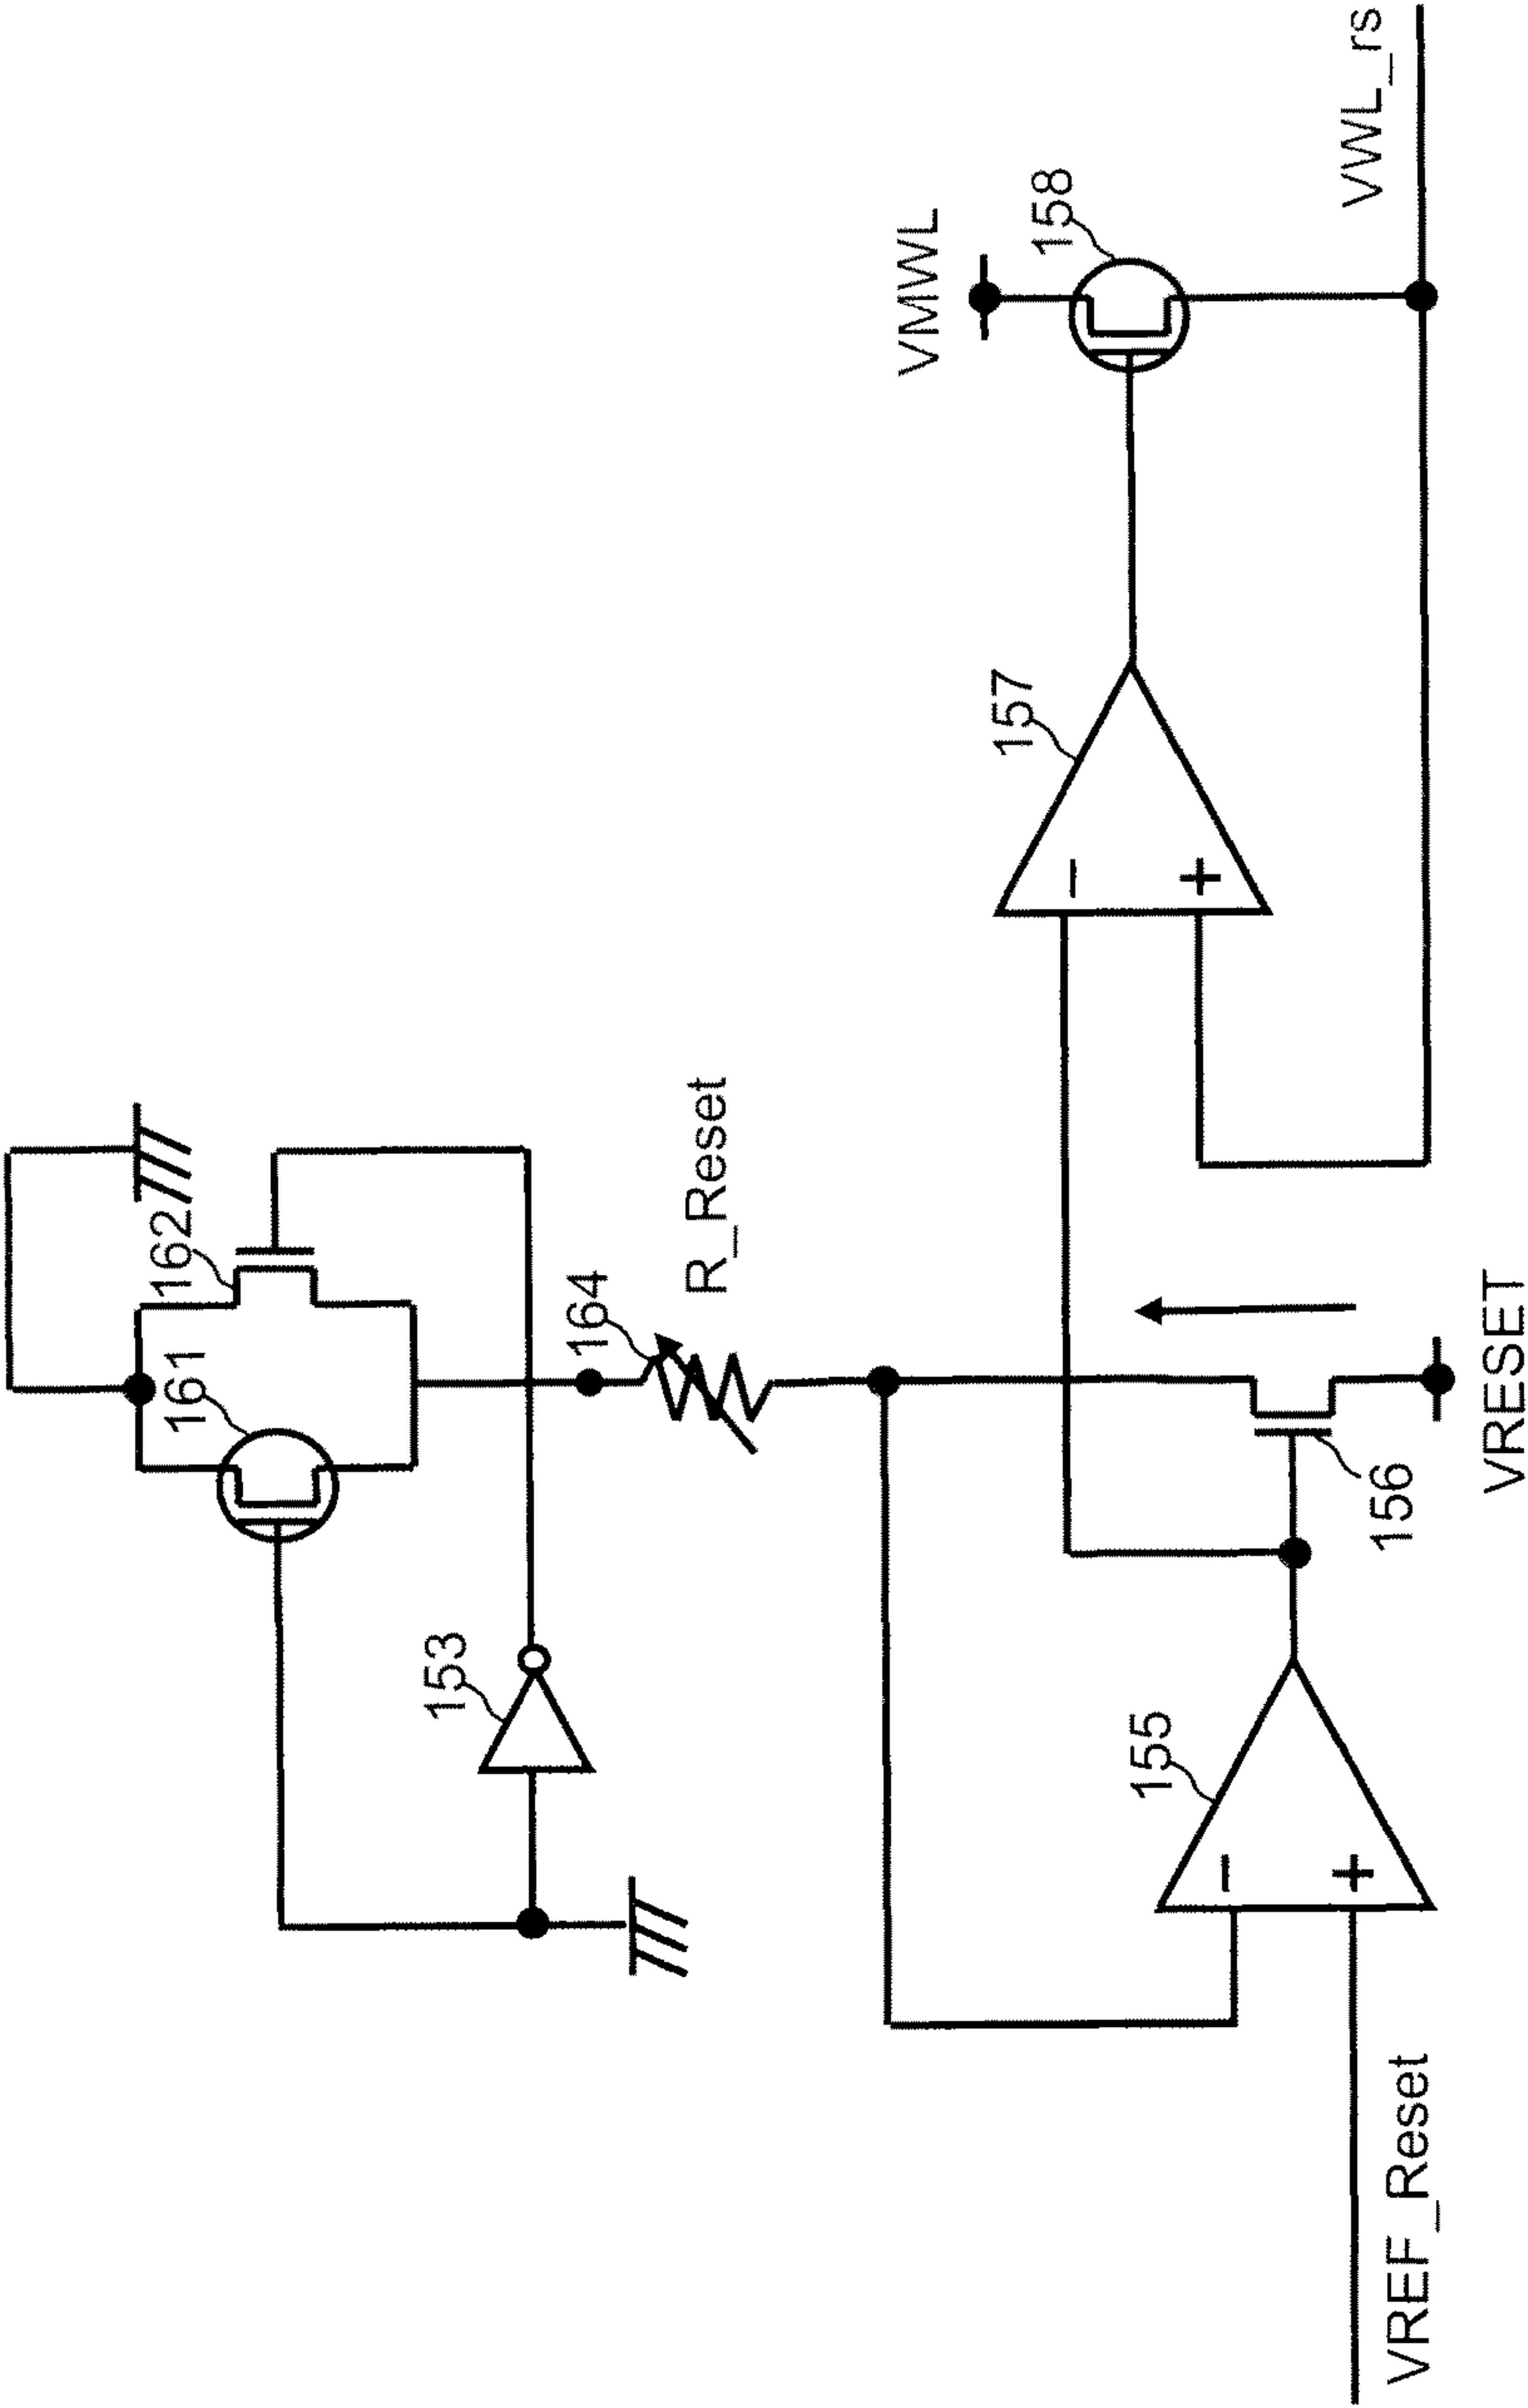 161
162
153
164
R_Reset
VMWL
158
157
VWL_rs
155
156
VRESET
VREF_Reset
−
+
−
+